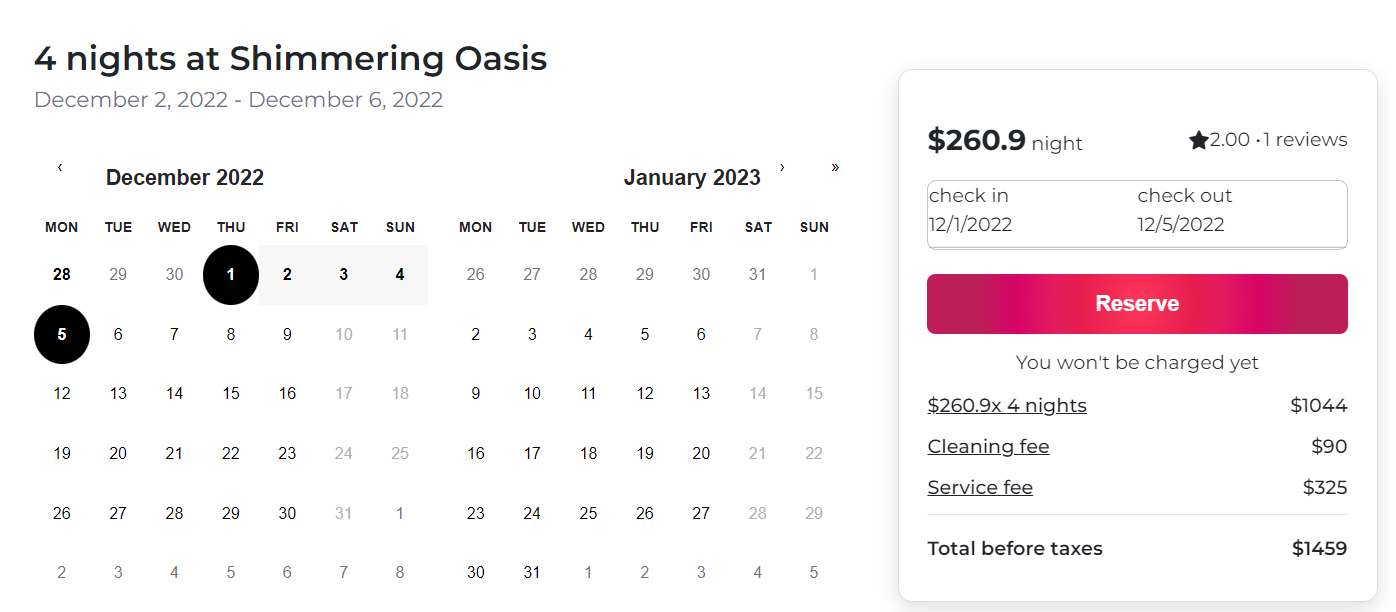 4 nights at Shimmering Oasis
December 2, 2022 - December 6, 2022
‹ December 2022 January 2023 › »
MON TUE WED THU FRI SAT SUN MON TUE WED THU FRI SAT SUN
28 29 30 1 2 3 4 26 27 28 29 30 31 1
5 6 7 8 9 10 11 2 3 4 5 6 7 8
12 13 14 15 16 17 18 9 10 11 12 13 14 15
19 20 21 22 23 24 25 16 17 18 19 20 21 22
26 27 28 29 30 31 1 23 24 25 26 27 28 29
2 3 4 5 6 7 8 30 31 1 2 3 4 5
$260.9 night ★2.00 · 1 reviews
check in check out
12/1/2022 12/5/2022
Reserve
You won't be charged yet
$260.9x 4 nights $1044
Cleaning fee $90
Service fee $325
Total before taxes $1459